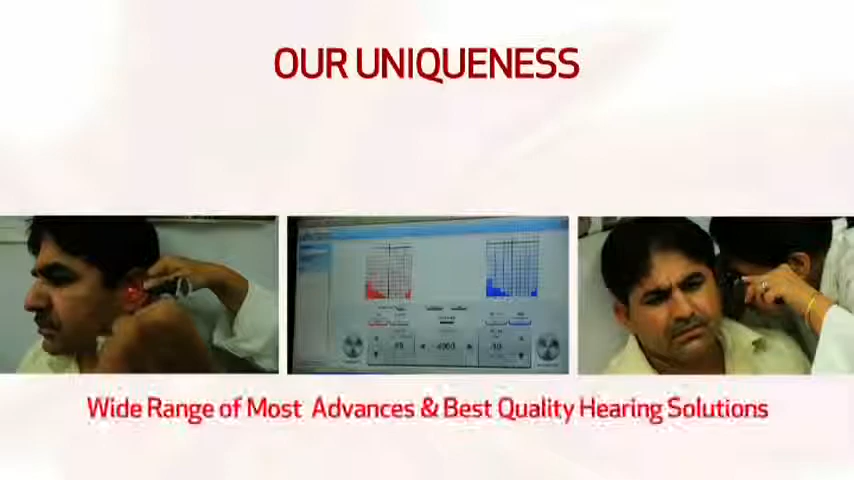 OUR UNIQUENESS
Wide Range of Most Advances & Best Quality Hearing Solutions